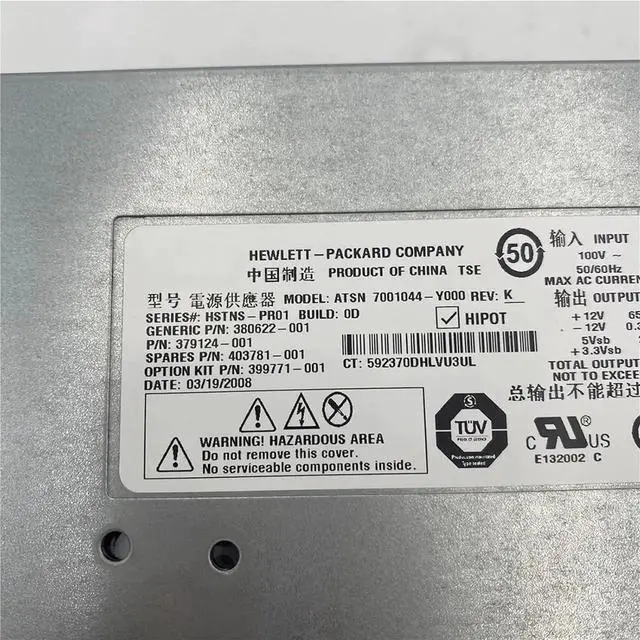 HEWLETT-PACKARD COMPANY
中国制造 PRODUCT OF CHINA TSE
型号 電源供應器 MODEL: ATSN 7001044-Y000 REV: K
SERIES#: HSTNS-PR01 BUILD: 0D
GENERIC P/N: 380622-001
P/N: 379124-001
SPARES P/N: 403781-001
OPTION KIT P/N: 399771-001
DATE: 03/19/2008
HIPOT
CT: 592370DHLVU3UL
WARNING! HAZARDOUS AREA
Do not remove this cover.
No serviceable components inside.
50
输入 INPUT
100V ~
50/60Hz
MAX AC CURREN
输出 OUTPUT
+12V
-12V
5Vsb
+3.3Vsb
TOTAL OUTPUT
NOT TO EXCEED
总输出不能超过
TÜV
c RU US
E132002 C